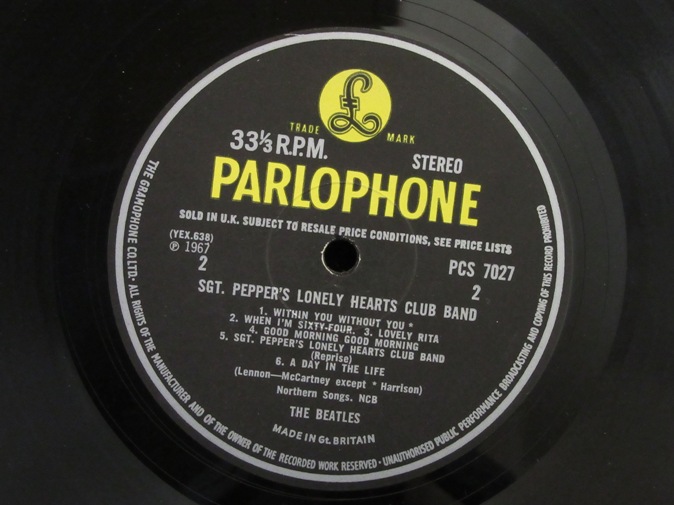 TRADE MARK
33⅓ R.P.M. STEREO
PARLOPHONE
SOLD IN U.K. SUBJECT TO RESALE PRICE CONDITIONS, SEE PRICE LISTS
(YEX.638)
℗ 1967 PCS 7027
2 2
SGT. PEPPER'S LONELY HEARTS CLUB BAND
1. WITHIN YOU WITHOUT YOU *
2. WHEN I'M SIXTY-FOUR. 3. LOVELY RITA
4. GOOD MORNING GOOD MORNING
5. SGT. PEPPER'S LONELY HEARTS CLUB BAND
(Reprise)
6. A DAY IN THE LIFE
(Lennon—McCartney except * Harrison)
Northern Songs. NCB
THE BEATLES
MADE IN Gt. BRITAIN
THE GRAMOPHONE CO. LTD. · ALL RIGHTS OF THE MANUFACTURER AND OF THE OWNER OF THE RECORDED WORK RESERVED · UNAUTHORISED PUBLIC PERFORMANCE BROADCASTING AND COPYING OF THIS RECORD PROHIBITED